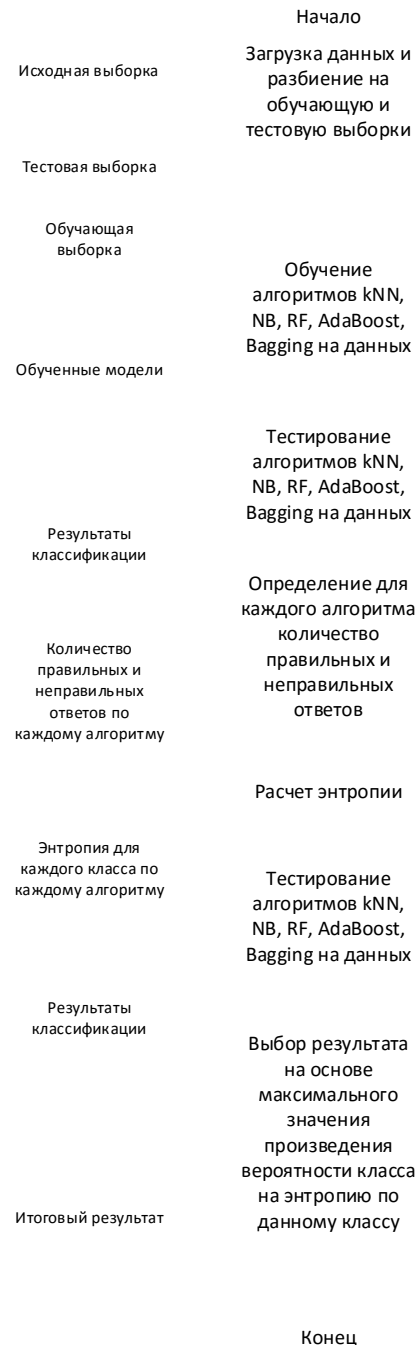 Начало
Исходная выборка
Загрузка данных и
разбиение на
обучающую и
тестовую выборки
Тестовая выборка
Обучающая
выборка
Обучение
алгоритмов kNN,
NB, RF, AdaBoost,
Bagging на данных
Обученные модели
Тестирование
алгоритмов kNN,
NB, RF, AdaBoost,
Bagging на данных
Результаты
классификации
Определение для
каждого алгоритма
количество
правильных и
неправильных
ответов
Количество
правильных и
неправильных
ответов по
каждому алгоритму
Расчет энтропии
Энтропия для
каждого класса по
каждому алгоритму
Тестирование
алгоритмов kNN,
NB, RF, AdaBoost,
Bagging на данных
Результаты
классификации
Выбор результата
на основе
максимального
значения
произведения
вероятности класса
на энтропию по
данному классу
Итоговый результат
Конец